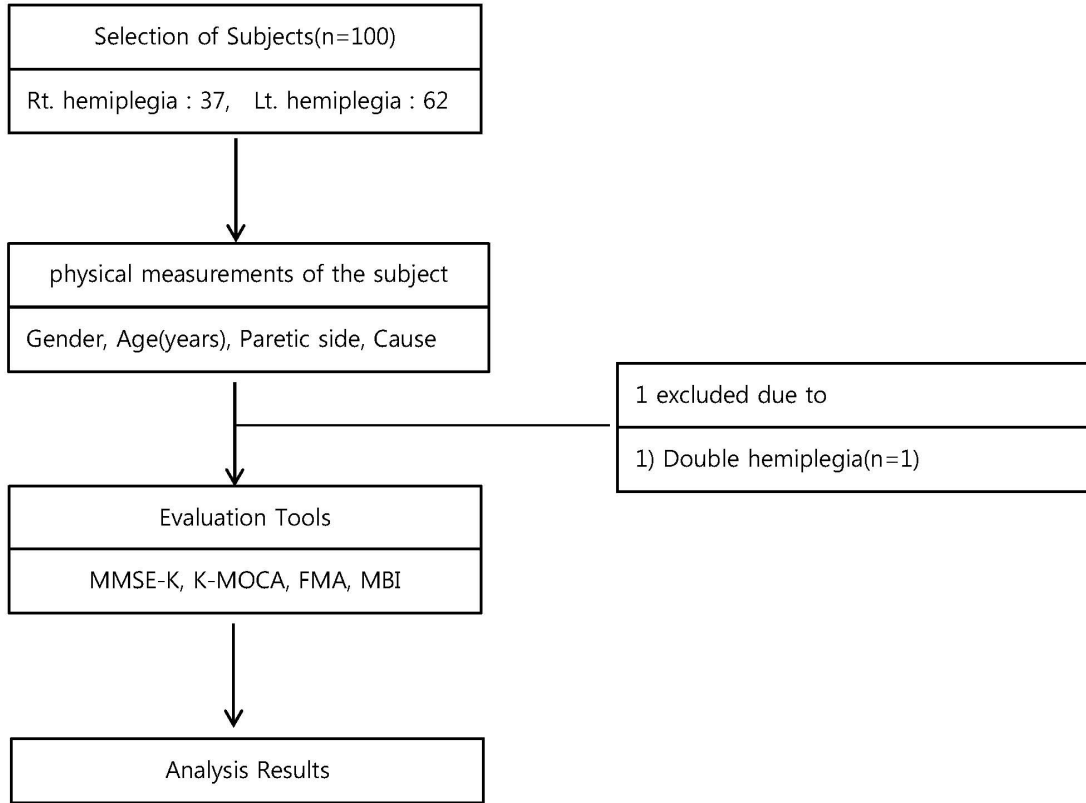 Selection of Subjects(n=100)
Rt. hemiplegia : 37, Lt. hemiplegia : 62
physical measurements of the subject
Gender, Age(years), Paretic side, Cause
1 excluded due to
1) Double hemiplegia(n=1)
Evaluation Tools
MMSE-K, K-MOCA, FMA, MBI
Analysis Results